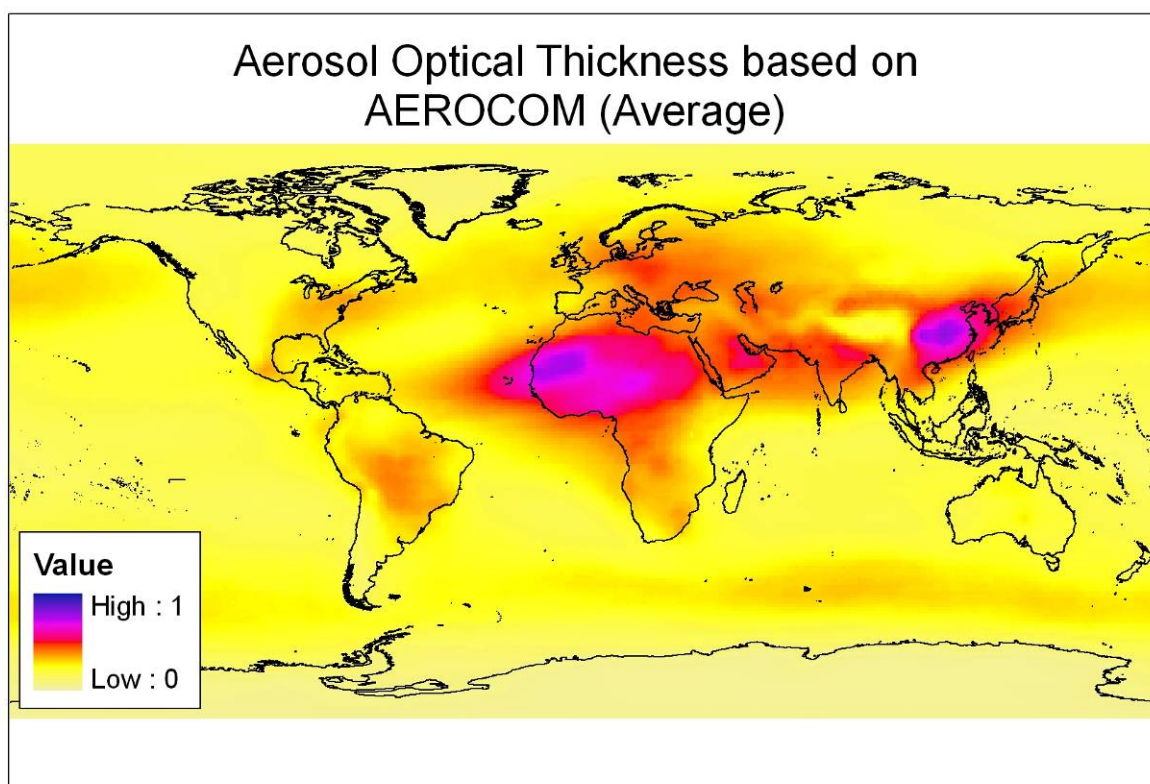 Aerosol Optical Thickness based on
AEROCOM (Average)
Value
High : 1
Low : 0